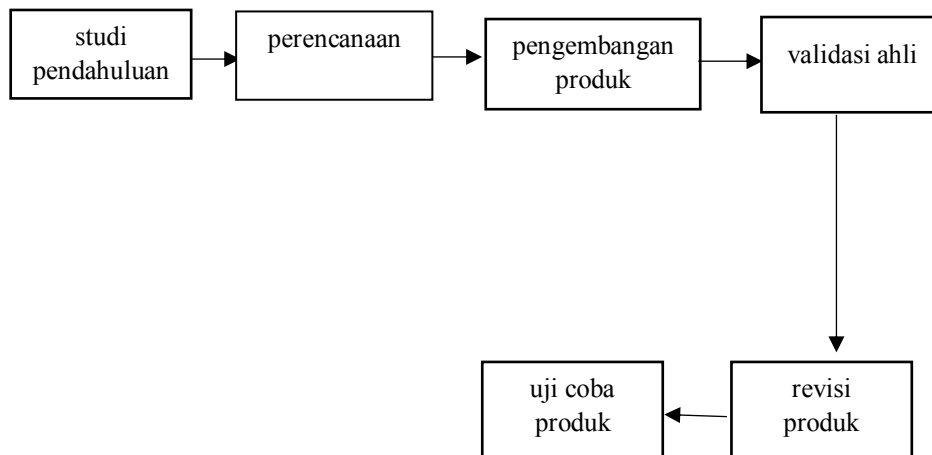 studi
pendahuluan
perencanaan
pengembangan
produk
validasi ahli
revisi
produk
uji coba
produk